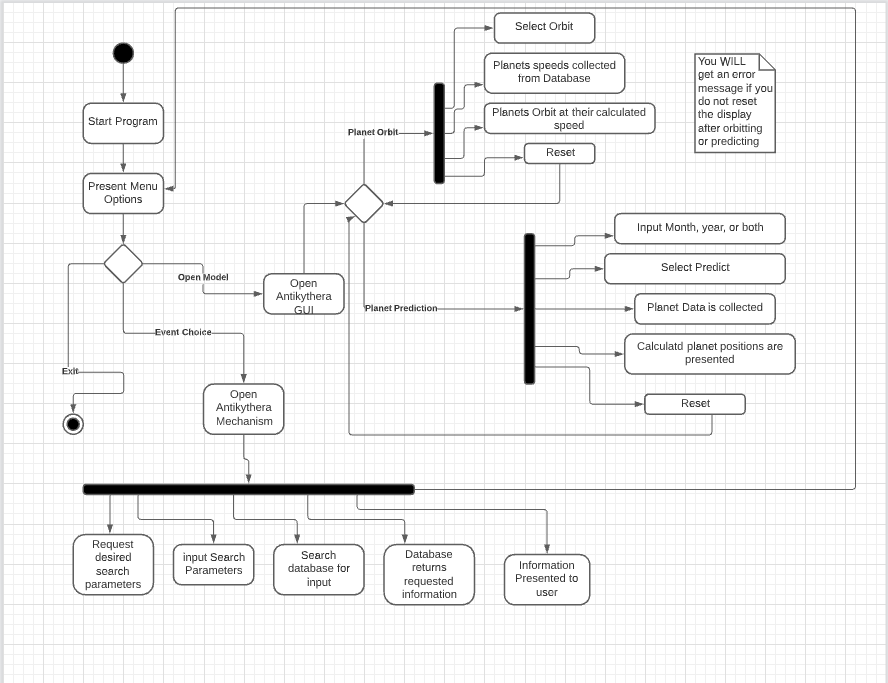 Start Program
Present Menu
Options
Open Model
Event Choice
Exit
Open
Antikythera
GUI
Open
Antikythera
Mechanism
Planet Orbit
Select Orbit
Planets speeds collected
from Database
Planets Orbit at their calculated
speed
Reset
You WILL
get an error
message if you
do not reset
the display
after orbitting
or predicting
Planet Prediction
Input Month, year, or both
Select Predict
Planet Data is collected
Calculatd planet positions are
presented
Reset
Request
desired
search
parameters
input Search
Parameters
Search
database for
input
Database
returns
requested
information
Information
Presented to
user